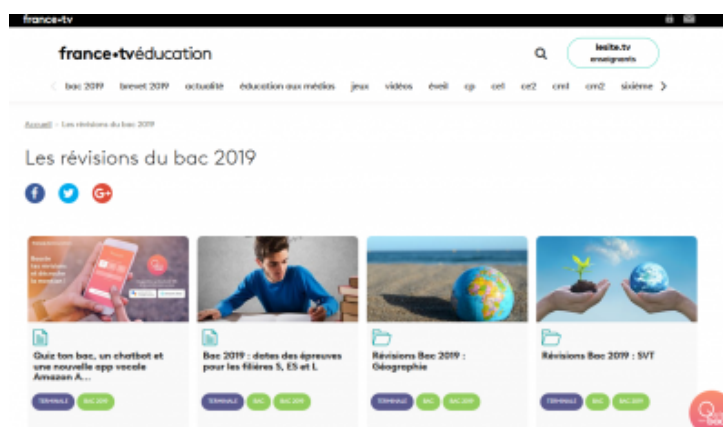 france•tv
france•tvéducation
lesite.tv
enseignants
bac 2019 brevet 2019 actualité éducation aux médias jeux vidéos éveil cp ce1 ce2 cm1 cm2 sixième
Accueil - Les révisions du bac 2019
Les révisions du bac 2019
Quiz ton bac, un chatbot et
une nouvelle app vocale
Amazon A...
TERMINALE BAC 2019
Bac 2019 : dates des épreuves
pour les filières S, ES et L
TERMINALE BAC BAC 2019
Révisions Bac 2019 :
Géographie
TERMINALE BAC BAC 2019
Révisions Bac 2019 : SVT
TERMINALE BAC BAC 2019